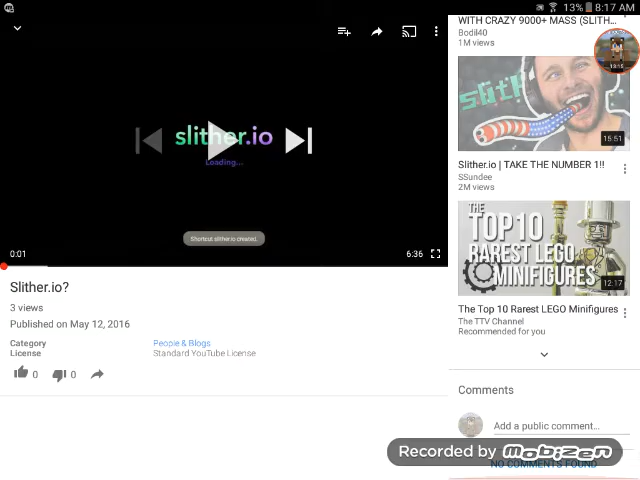 13% 8:17 AM
WITH CRAZY 9000+ MASS (SLITH...
Bodil40
1M views
13:15
slither.io
Loading...
Shortcut slither.io created.
0:01
6:36
slit
15:51
Slither.io | TAKE THE NUMBER 1!!
SSundee
2M views
THE
TOP 10
RAREST LEGO
MINIFIGURES
12:17
The Top 10 Rarest LEGO Minifigures
The TTV Channel
Recommended for you
Slither.io?
3 views
Published on May 12, 2016
Category People & Blogs
License Standard YouTube License
0 0
Comments
Add a public comment...
Recorded by Mobizen
NO COMMENTS FOUND